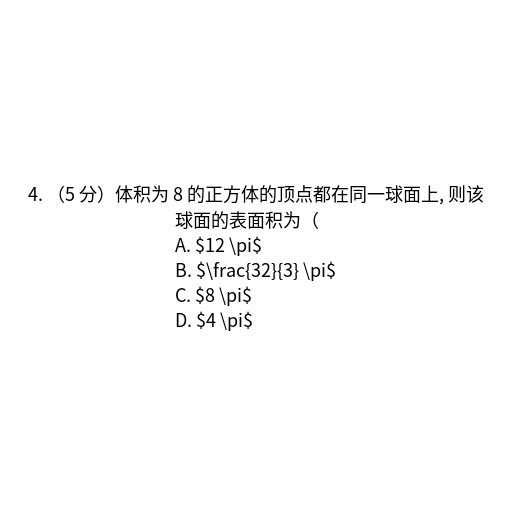 4. （5 分）体积为 8 的正方体的顶点都在同一球面上, 则该
球面的表面积为（
A. $12 \pi$
B. $\frac{32}{3} \pi$
C. $8 \pi$
D. $4 \pi$